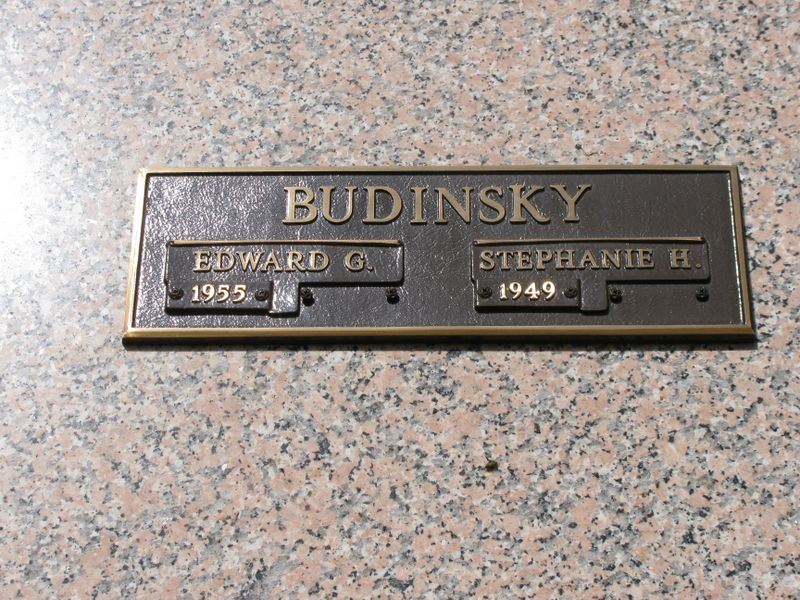 BUDINSKY
EDWARD G.
1955
STEPHANIE H.
1949